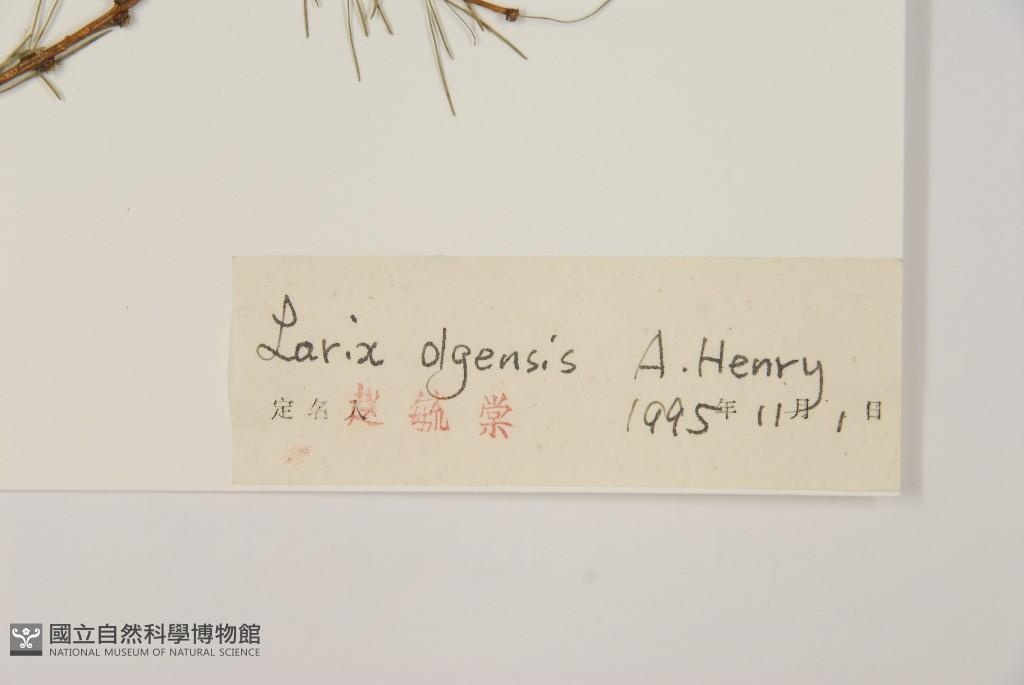 Larix olgensis A. Henry
定名人 趙毓棠 1995年11月1日
國立自然科學博物館
NATIONAL MUSEUM OF NATURAL SCIENCE